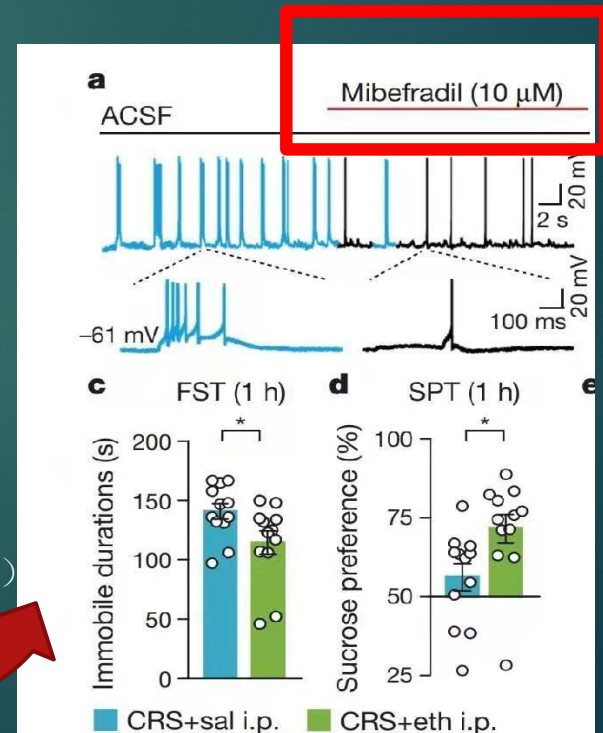 a
Mibefradil (10 μM)
ACSF
2 s
20 mV
−61 mV
100 ms
20 mV
c FST (1 h)
*
Immobile durations (s)
200
150
100
50
0
d SPT (1 h)
*
Sucrose preference (%)
100
75
50
25
e
)
CRS+sal i.p. CRS+eth i.p.